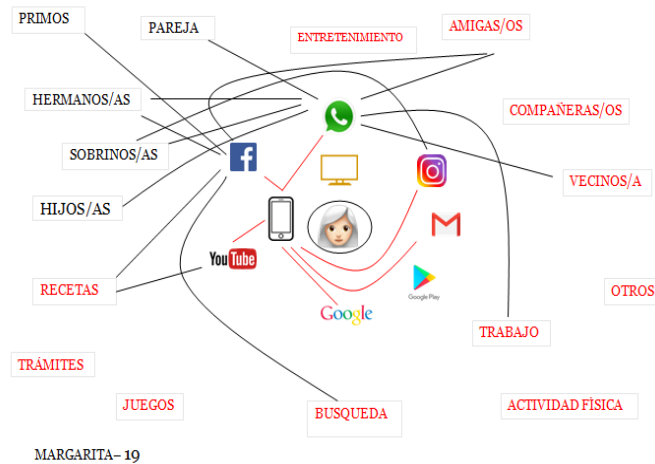 PRIMOS
PAREJA
ENTRETENIMIENTO
AMIGAS/OS
HERMANOS/AS
COMPAÑERAS/OS
SOBRINOS/AS
VECINOS/A
HIJOS/AS
YouTube
RECETAS
Google Play
OTROS
Google
TRABAJO
TRÁMITES
JUEGOS
BUSQUEDA
ACTIVIDAD FÌSICA
MARGARITA– 19